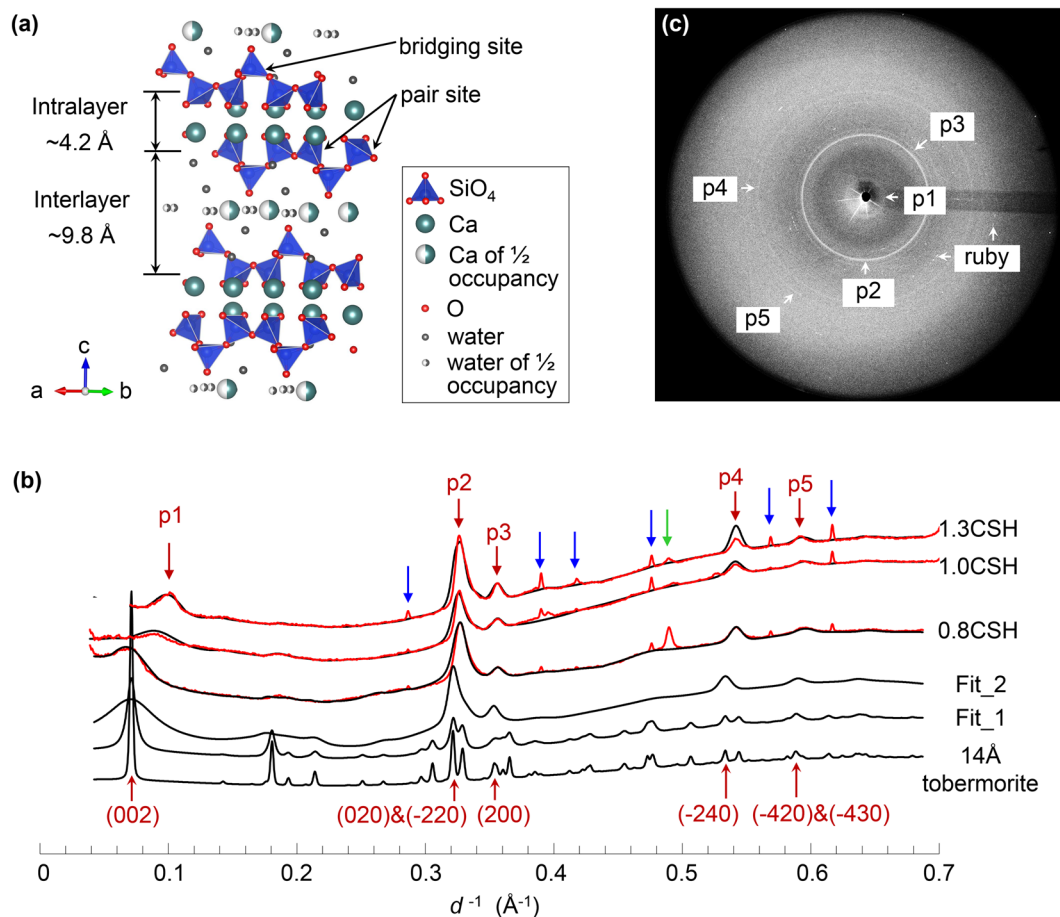 (a)
bridging site
pair site
Intralayer
~4.2 Å
Interlayer
~9.8 Å
c
a
b
SiO4
Ca
Ca of ½
occupancy
O
water
water of ½
occupancy
(c)
p3
p4
p1
ruby
p2
p5
(b)
p1
p2
p3
p4
p5
1.3CSH
1.0CSH
0.8CSH
Fit_2
Fit_1
14Å
tobermorite
(002)
(020)&(-220)
(200)
(-240)
(-420)&(-430)
0
0.1
0.2
0.3
0.4
0.5
0.6
0.7
d -1 (Å-1)